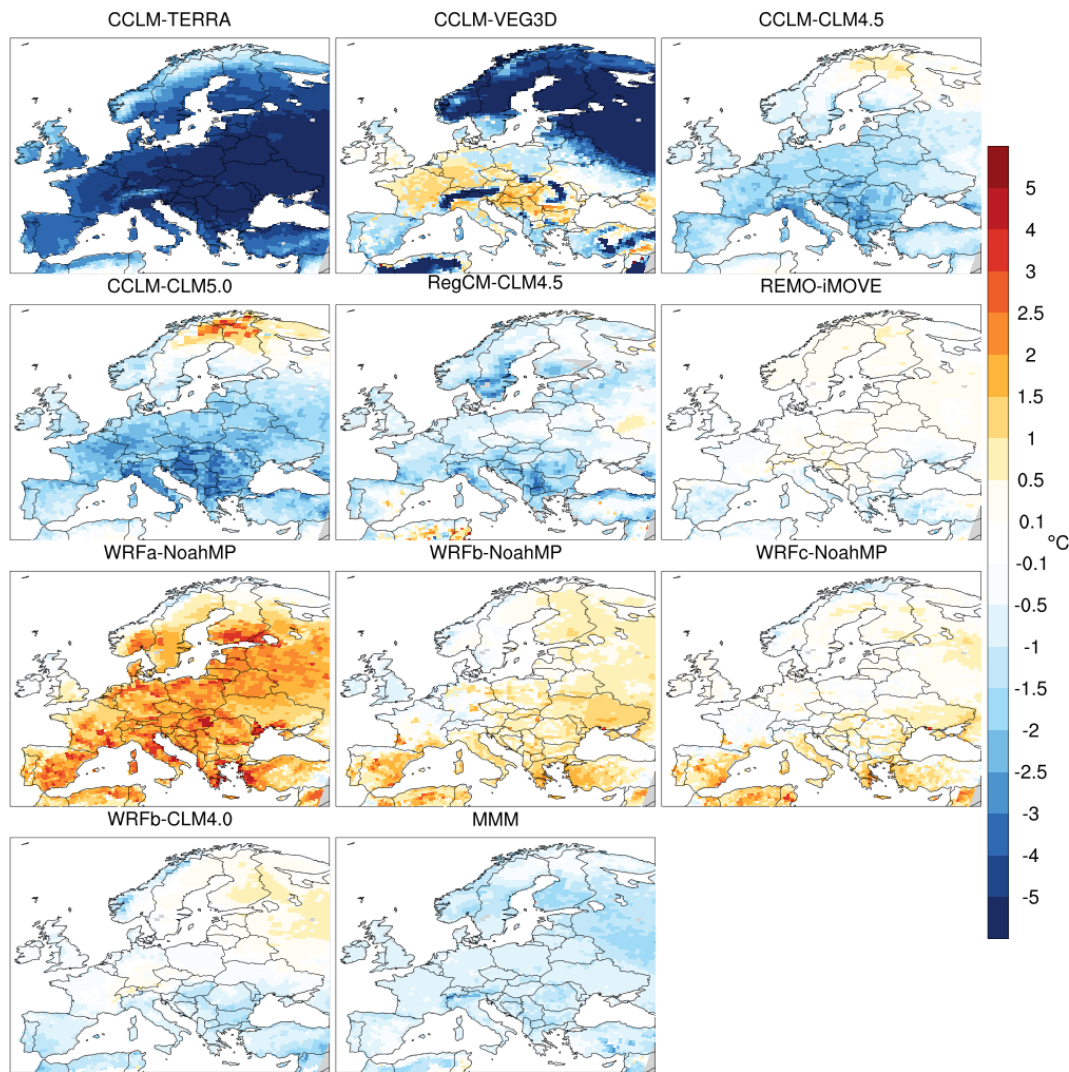 CCLM-TERRA
CCLM-VEG3D
CCLM-CLM4.5
CCLM-CLM5.0
RegCM-CLM4.5
REMO-iMOVE
WRFa-NoahMP
WRFb-NoahMP
WRFc-NoahMP
WRFb-CLM4.0
MMM
5
4
3
2.5
2
1.5
1
0.5
0.1
°C
-0.1
-0.5
-1
-1.5
-2
-2.5
-3
-4
-5